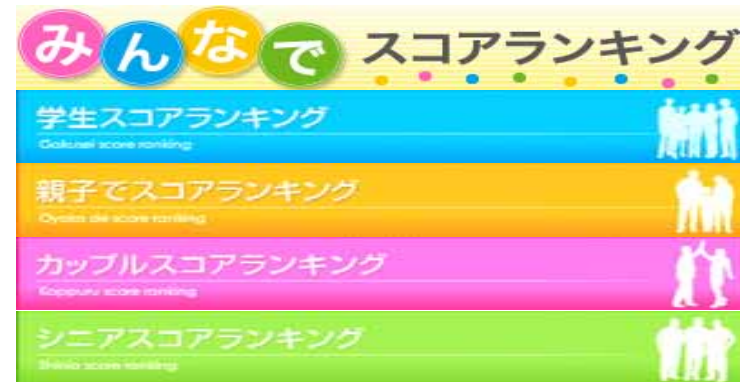 みんなで スコアランキング
学生スコアランキング
Gakusei score ranking
親子でスコアランキング
Oyako de score ranking
カップルスコアランキング
Koppuru score ranking
シニアスコアランキング
Shinia score ranking